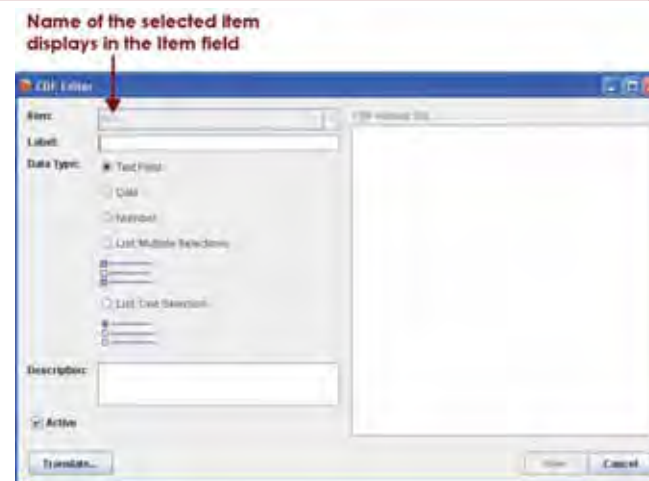 Name of the selected item
displays in the Item field
CDF Editor
Item:
Label:
Data Type:
Text Field
Date
Number
List Multiple Selections
List One Selection
Description:
Active
Translate...
Cancel